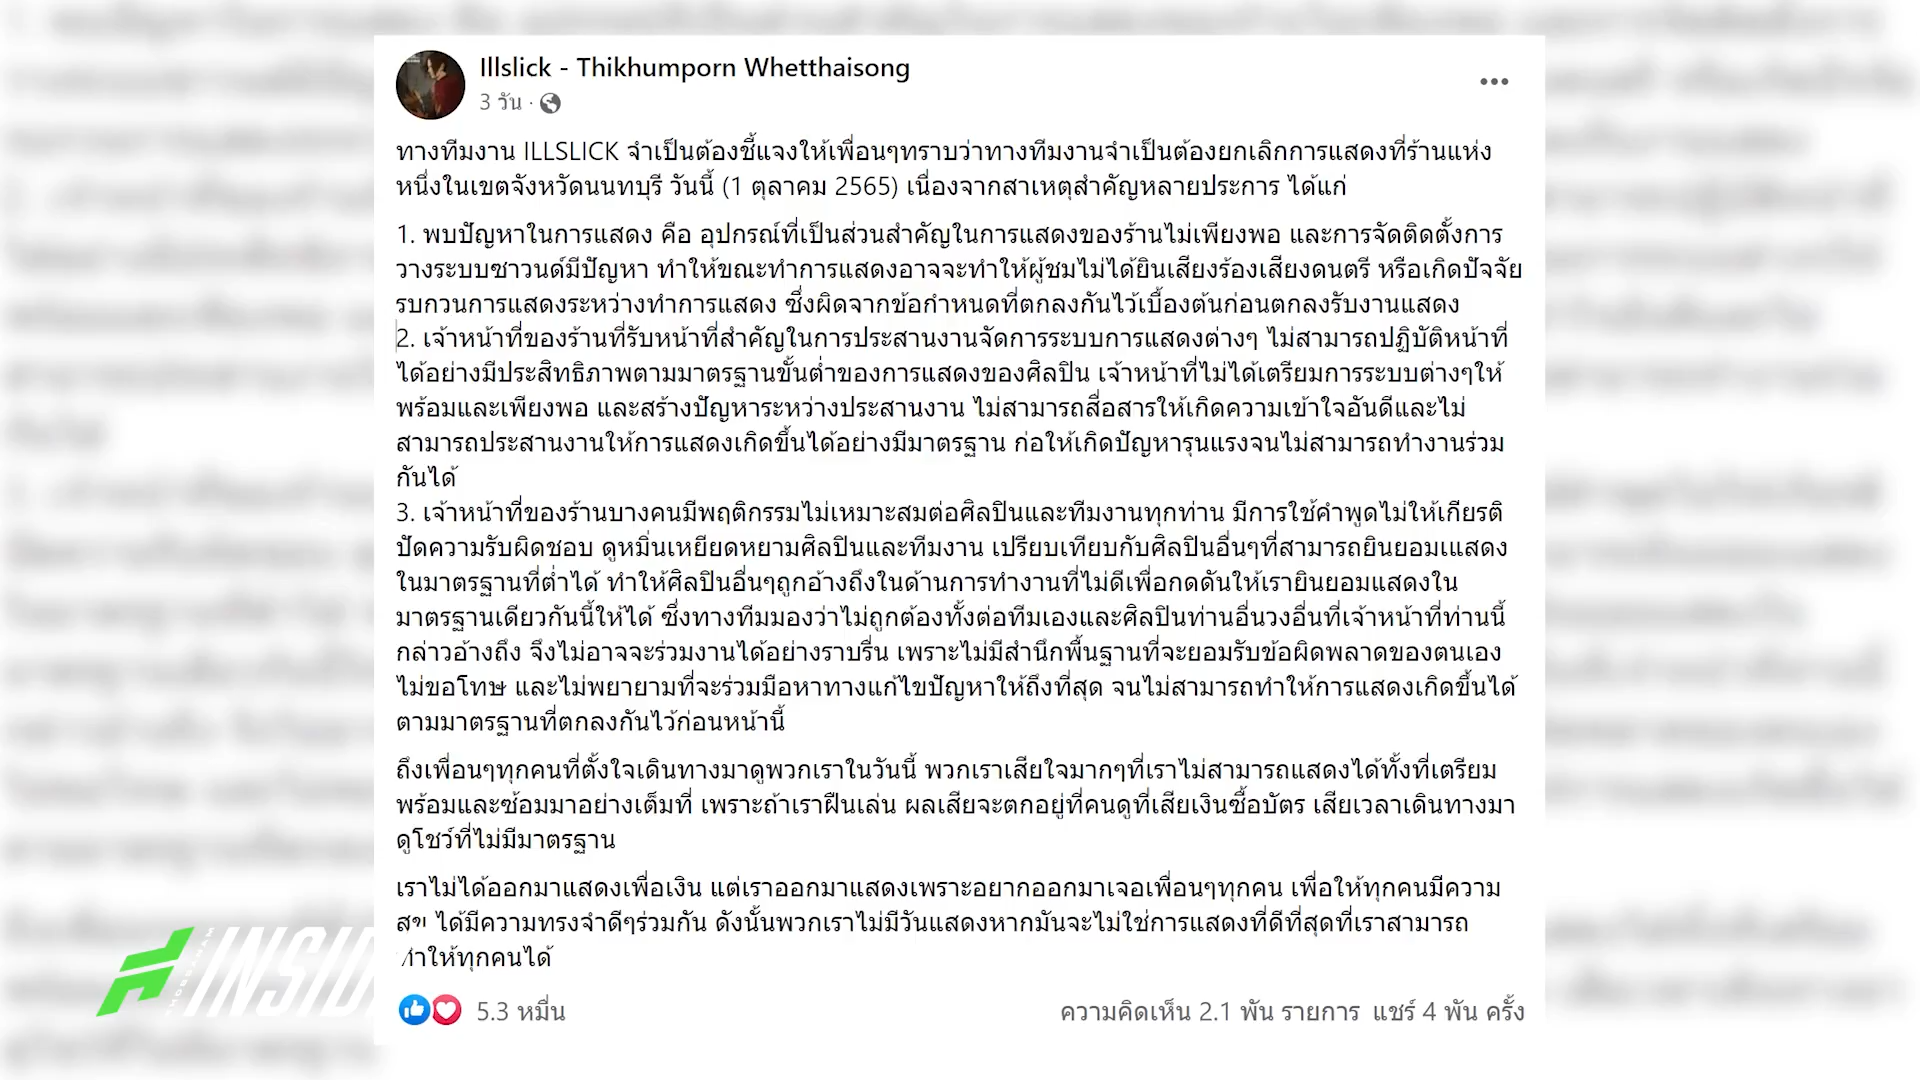 Illslick - Thikhumporn Whetthaisong
3 วัน ·
ทางทีมงาน ILLSLICK จำเป็นต้องชี้แจงให้เพื่อนๆทราบว่าทางทีมงานจำเป็นต้องยกเลิกการแสดงที่ร้านแห่ง
หนึ่งในเขตจังหวัดนนทบุรี วันนี้ (1 ตุลาคม 2565) เนื่องจากสาเหตุสำคัญหลายประการ ได้แก่
1. พบปัญหาในการแสดง คือ อุปกรณ์ที่เป็นส่วนสำคัญในการแสดงของร้านไม่เพียงพอ และการจัดติดตั้งการ
วางระบบซาวนด์มีปัญหา ทำให้ขณะทำการแสดงอาจจะทำให้ผู้ชมไม่ได้ยินเสียงร้องเสียงดนตรี หรือเกิดปัจจัย
รบกวนการแสดงระหว่างทำการแสดง ซึ่งผิดจากข้อกำหนดที่ตกลงกันไว้เบื้องต้นก่อนตกลงรับงานแสดง
2. เจ้าหน้าที่ของร้านที่รับหน้าที่สำคัญในการประสานงานจัดการระบบการแสดงต่างๆ ไม่สามารถปฏิบัติหน้าที่
ได้อย่างมีประสิทธิภาพตามมาตรฐานขั้นต่ำของการแสดงของศิลปิน เจ้าหน้าที่ไม่ได้เตรียมการระบบต่างๆให้
พร้อมและเพียงพอ และสร้างปัญหาระหว่างประสานงาน ไม่สามารถสื่อสารให้เกิดความเข้าใจอันดีและไม่
สามารถประสานงานให้การแสดงเกิดขึ้นได้อย่างมีมาตรฐาน ก่อให้เกิดปัญหารุนแรงจนไม่สามารถทำงานร่วม
กันได้
3. เจ้าหน้าที่ของร้านบางคนมีพฤติกรรมไม่เหมาะสมต่อศิลปินและทีมงานทุกท่าน มีการใช้คำพูดไม่ให้เกียรติ
ปัดความรับผิดชอบ ดูหมิ่นเหยียดหยามศิลปินและทีมงาน เปรียบเทียบกับศิลปินอื่นๆที่สามารถยินยอมเแสดง
ในมาตรฐานที่ต่ำได้ ทำให้ศิลปินอื่นๆถูกอ้างถึงในด้านการทำงานที่ไม่ดีเพื่อกดดันให้เรายินยอมแสดงใน
มาตรฐานเดียวกันนี้ให้ได้ ซึ่งทางทีมมองว่าไม่ถูกต้องทั้งต่อทีมเองและศิลปินท่านอื่นวงอื่นที่เจ้าหน้าที่ท่านนี้
กล่าวอ้างถึง จึงไม่อาจจะร่วมงานได้อย่างราบรื่น เพราะไม่มีสำนึกพื้นฐานที่จะยอมรับข้อผิดพลาดของตนเอง
ไม่ขอโทษ และไม่พยายามที่จะร่วมมือหาทางแก้ไขปัญหาให้ถึงที่สุด จนไม่สามารถทำให้การแสดงเกิดขึ้นได้
ตามมาตรฐานที่ตกลงกันไว้ก่อนหน้านี้
ถึงเพื่อนๆทุกคนที่ตั้งใจเดินทางมาดูพวกเราในวันนี้ พวกเราเสียใจมากๆที่เราไม่สามารถแสดงได้ทั้งที่เตรียม
พร้อมและซ้อมมาอย่างเต็มที่ เพราะถ้าเราฝืนเล่น ผลเสียจะตกอยู่ที่คนดูที่เสียเงินซื้อบัตร เสียเวลาเดินทางมา
ดูโชว์ที่ไม่มีมาตรฐาน
เราไม่ได้ออกมาแสดงเพื่อเงิน แต่เราออกมาแสดงเพราะอยากออกมาเจอเพื่อนๆทุกคน เพื่อให้ทุกคนมีความ
สุข ได้มีความทรงจำดีๆร่วมกัน ดังนั้นพวกเราไม่มีวันแสดงหากมันจะไม่ใช่การแสดงที่ดีที่สุดที่เราสามารถ
ทำให้ทุกคนได้
INSID
5.3 หมื่น
ความคิดเห็น 2.1 พัน รายการ แชร์ 4 พัน ครั้ง